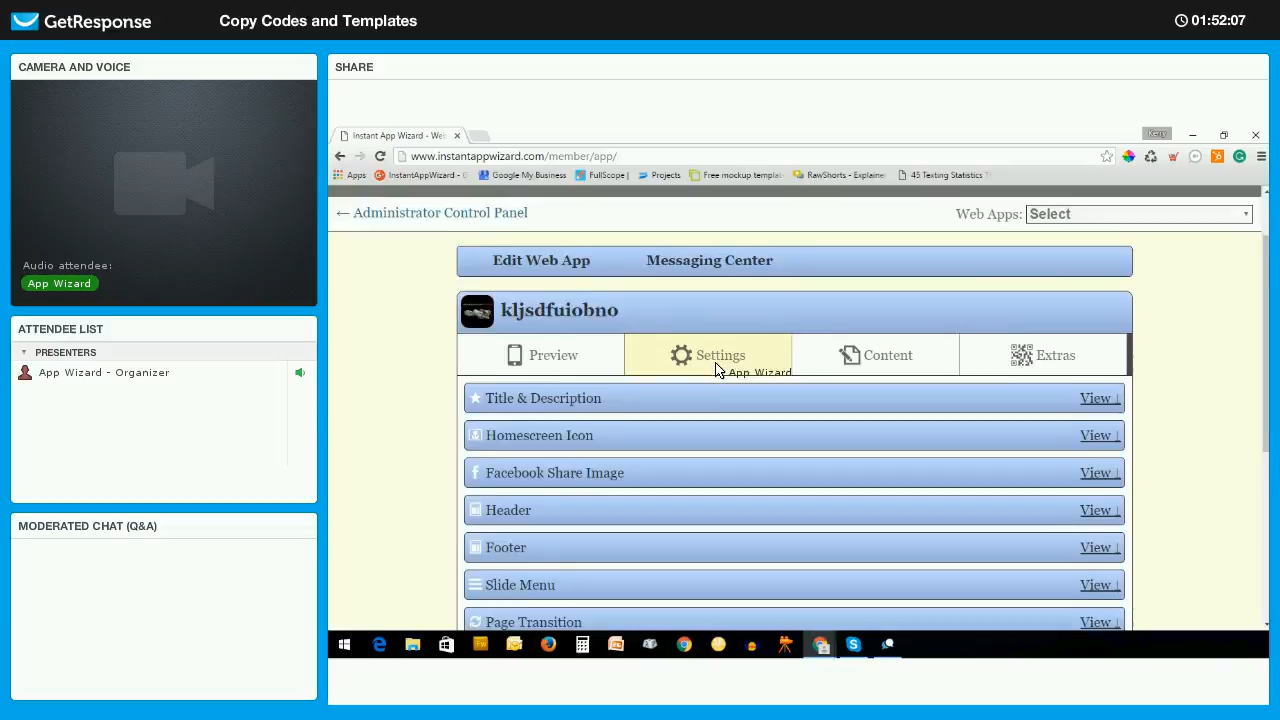 GetResponse
Copy Codes and Templates
01:52:07
CAMERA AND VOICE
Audio attendee:
App Wizard
ATTENDEE LIST
PRESENTERS
App Wizard - Organizer
MODERATED CHAT (Q&A)
SHARE
Instant App Wizard - We
Kerry
www.instantappwizard.com/member/app/
Apps InstantAppWizard - G Google My Business FullScope | Projects Free mockup templat RawShorts - Explaine 45 Texting Statistics T
← Administrator Control Panel
Web Apps: Select
Edit Web App Messaging Center
kljsdfuiobno
Preview Settings Content Extras
App Wizard
Title & Description View ↓
Homescreen Icon View ↓
Facebook Share Image View ↓
Header View ↓
Footer View ↓
Slide Menu View ↓
Page Transition View ↓